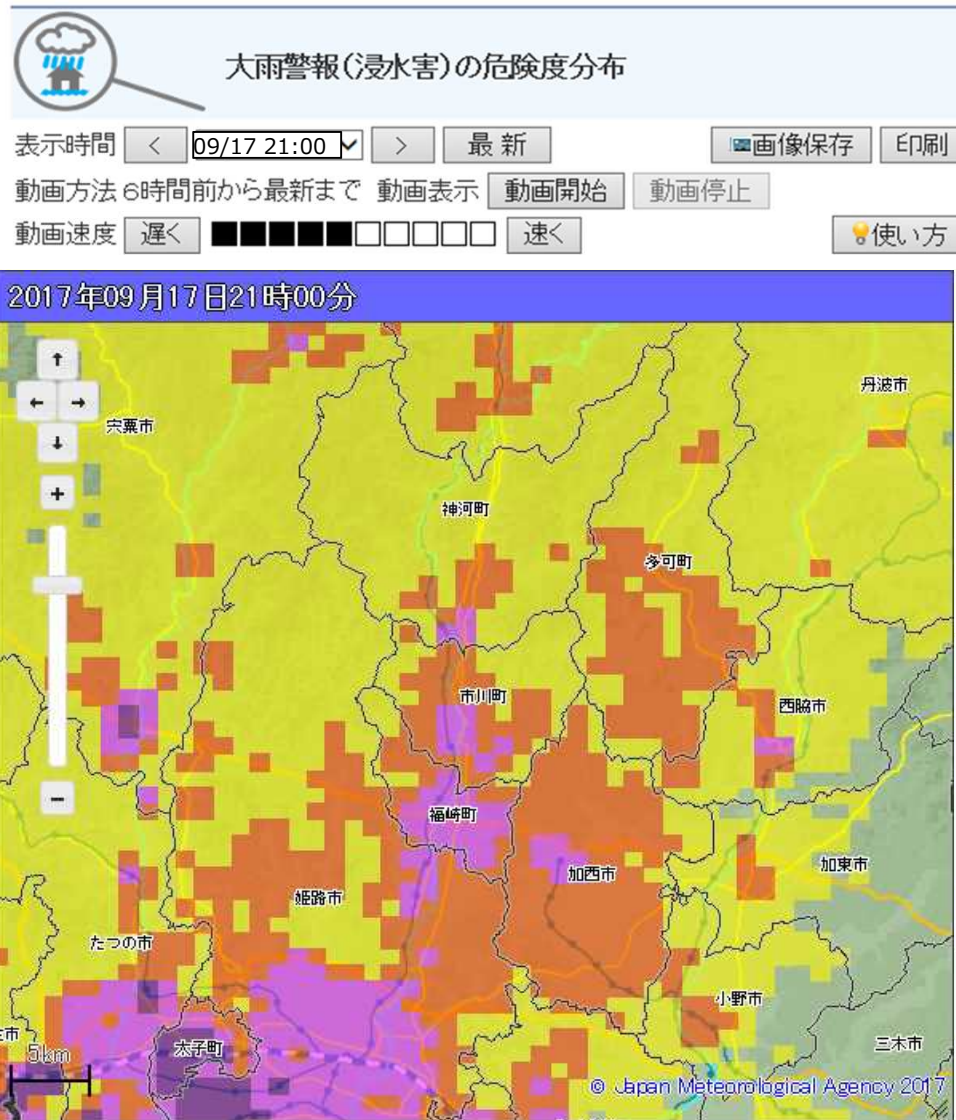 大雨警報(浸水害)の危険度分布
表示時間 < 09/17 21:00 > 最新 画像保存 印刷
動画方法 6時間前から最新まで 動画表示 動画開始 動画停止
動画速度 遅く 速く 使い方
2017年09月17日21時00分
丹波市
宍粟市
神河町
多可町
市川町
西脇市
福崎町
加東市
加西市
姫路市
たつの市
小野市
市
太子町
三木市
5km
© Japan Meteorological Agency 2017